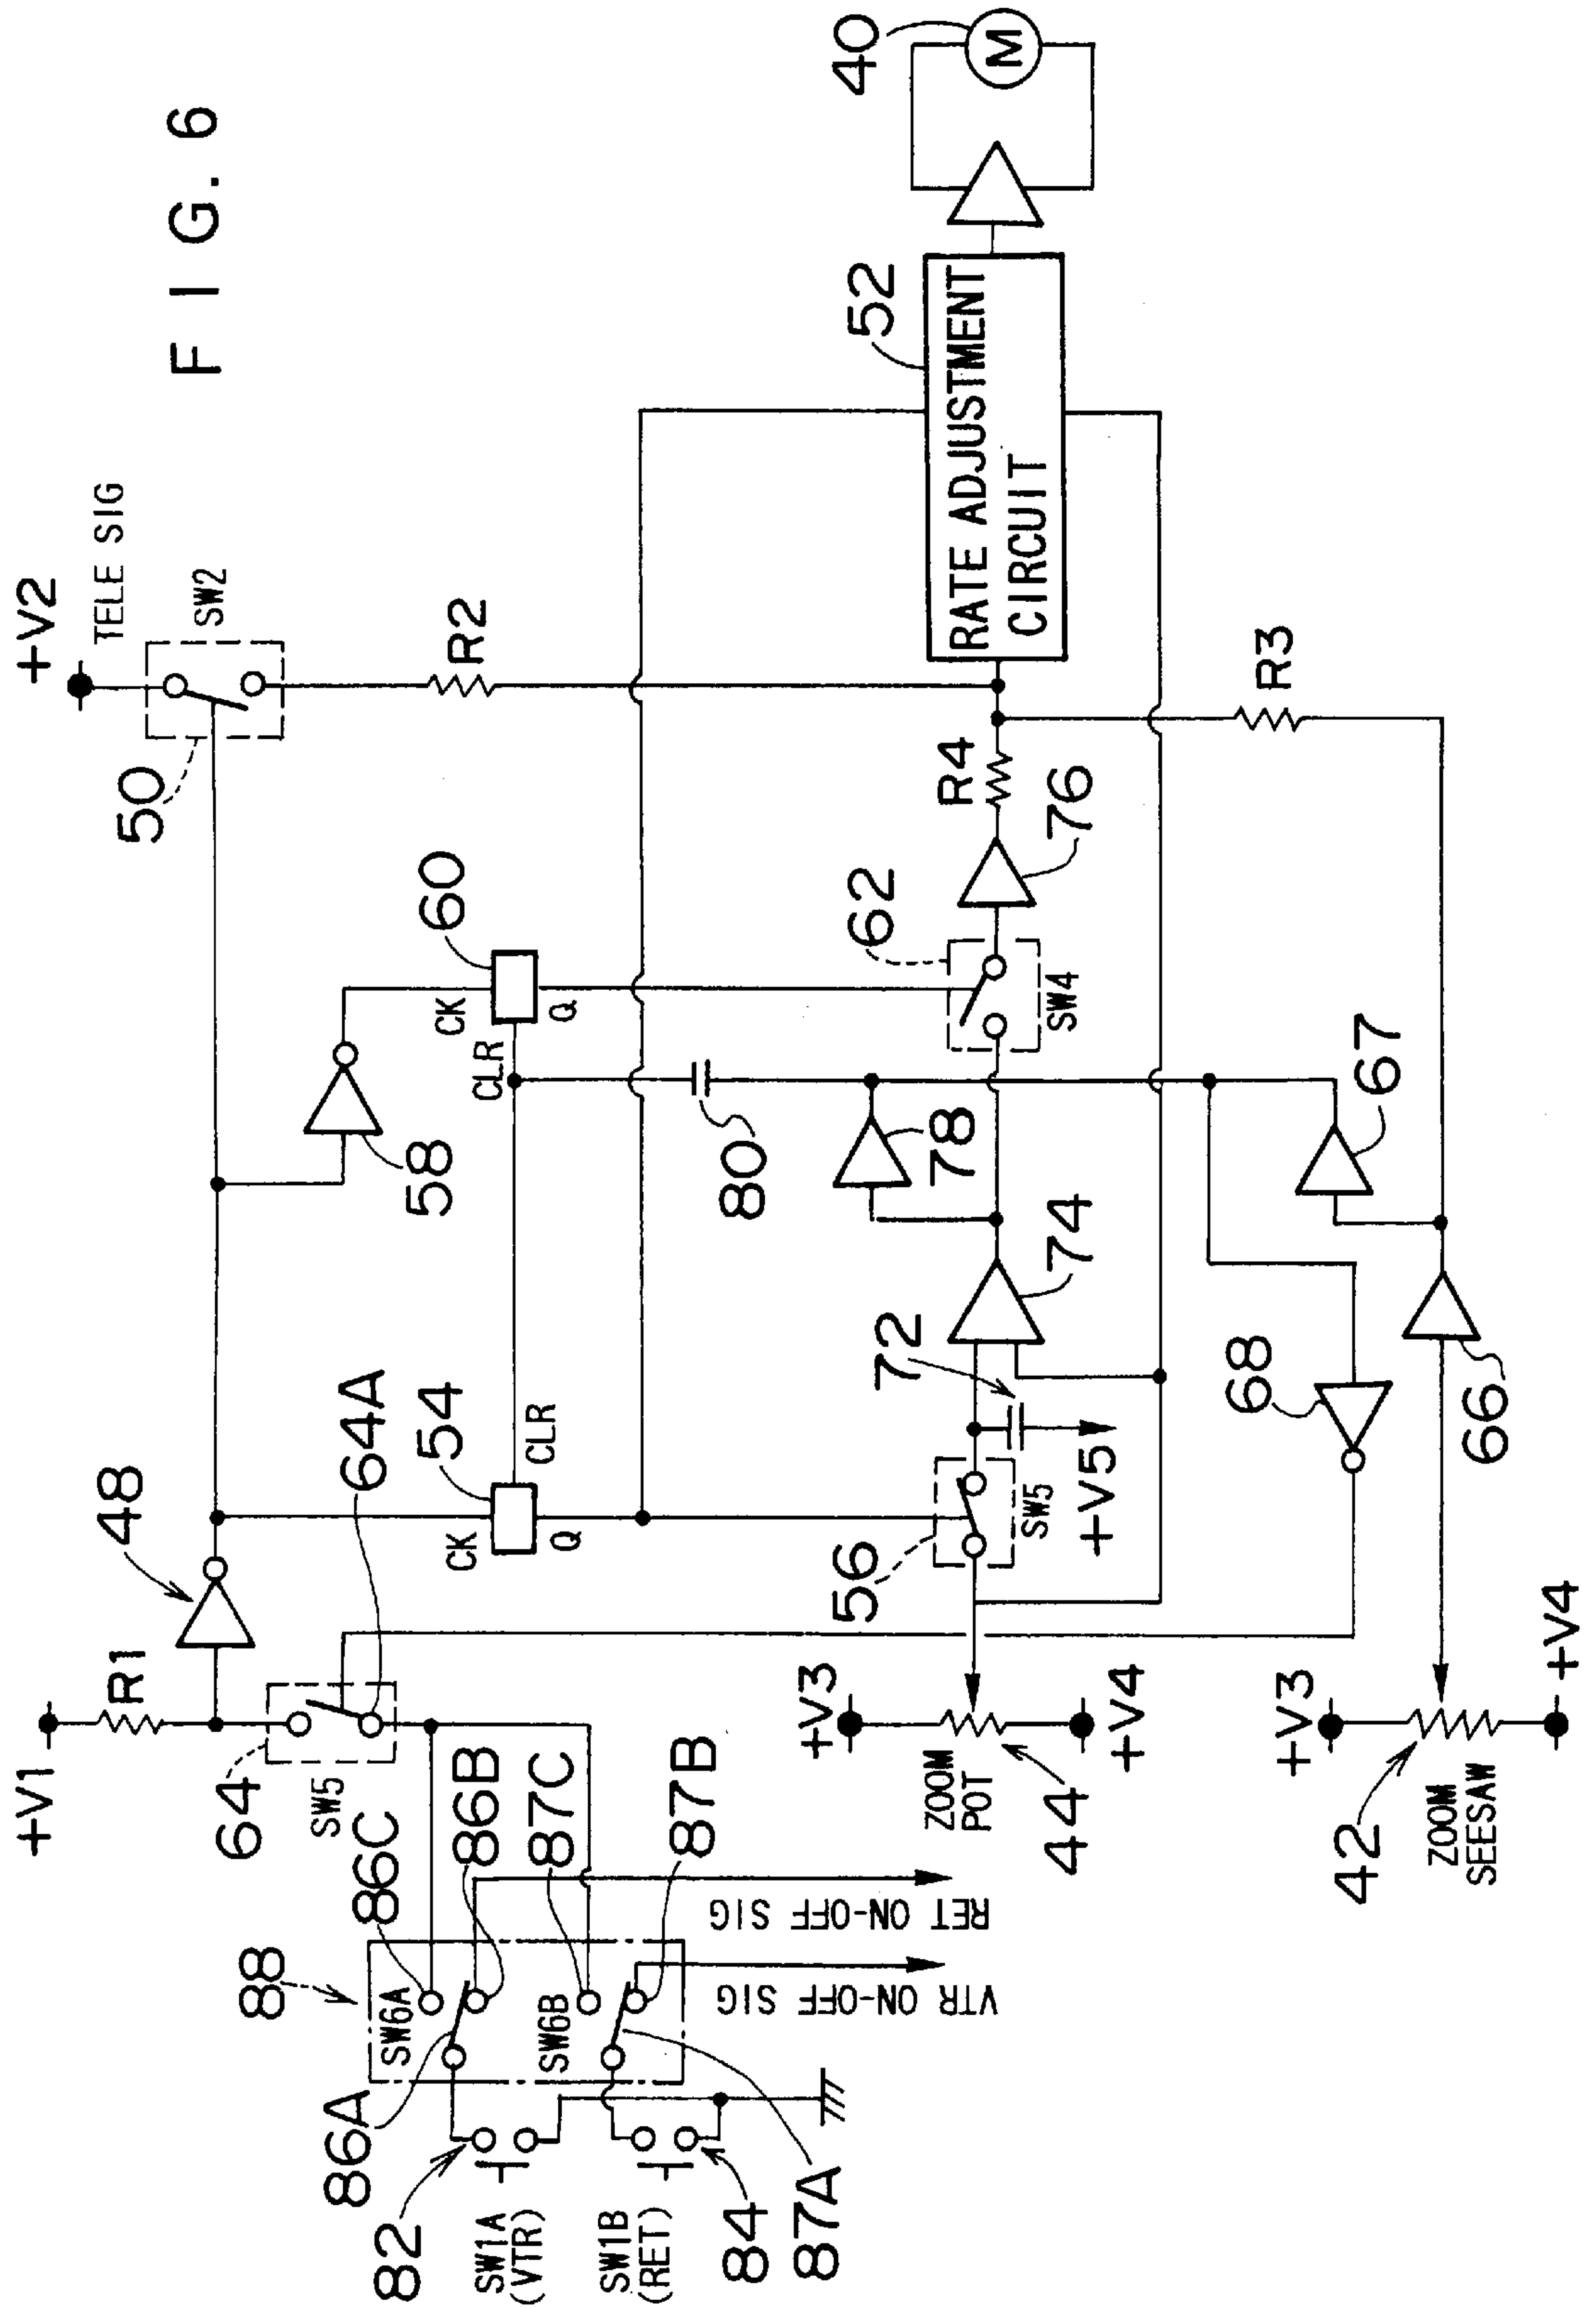 FIG. 6
+V1
R1
48
64
SW5
64A
+V2
TELE SIG
50
SW2
R2
58
54
CK
Q
CLR
60
CK
Q
CLR
80
78
56
SW5
72
+V5
74
62
SW4
76
R4
R3
52
RATE ADJUSTMENT
CIRCUIT
40
M
88
86C
86B
87C
87B
SW6A
SW6B
86A
87A
82
SW1A
(VTR)
84
SW1B
(RET)
RET ON-OFF SIG
VTR ON-OFF SIG
+V3
ZOOM
POT
44
+V4
+V3
42
ZOOM
SEESAW
+V4
66
67
68